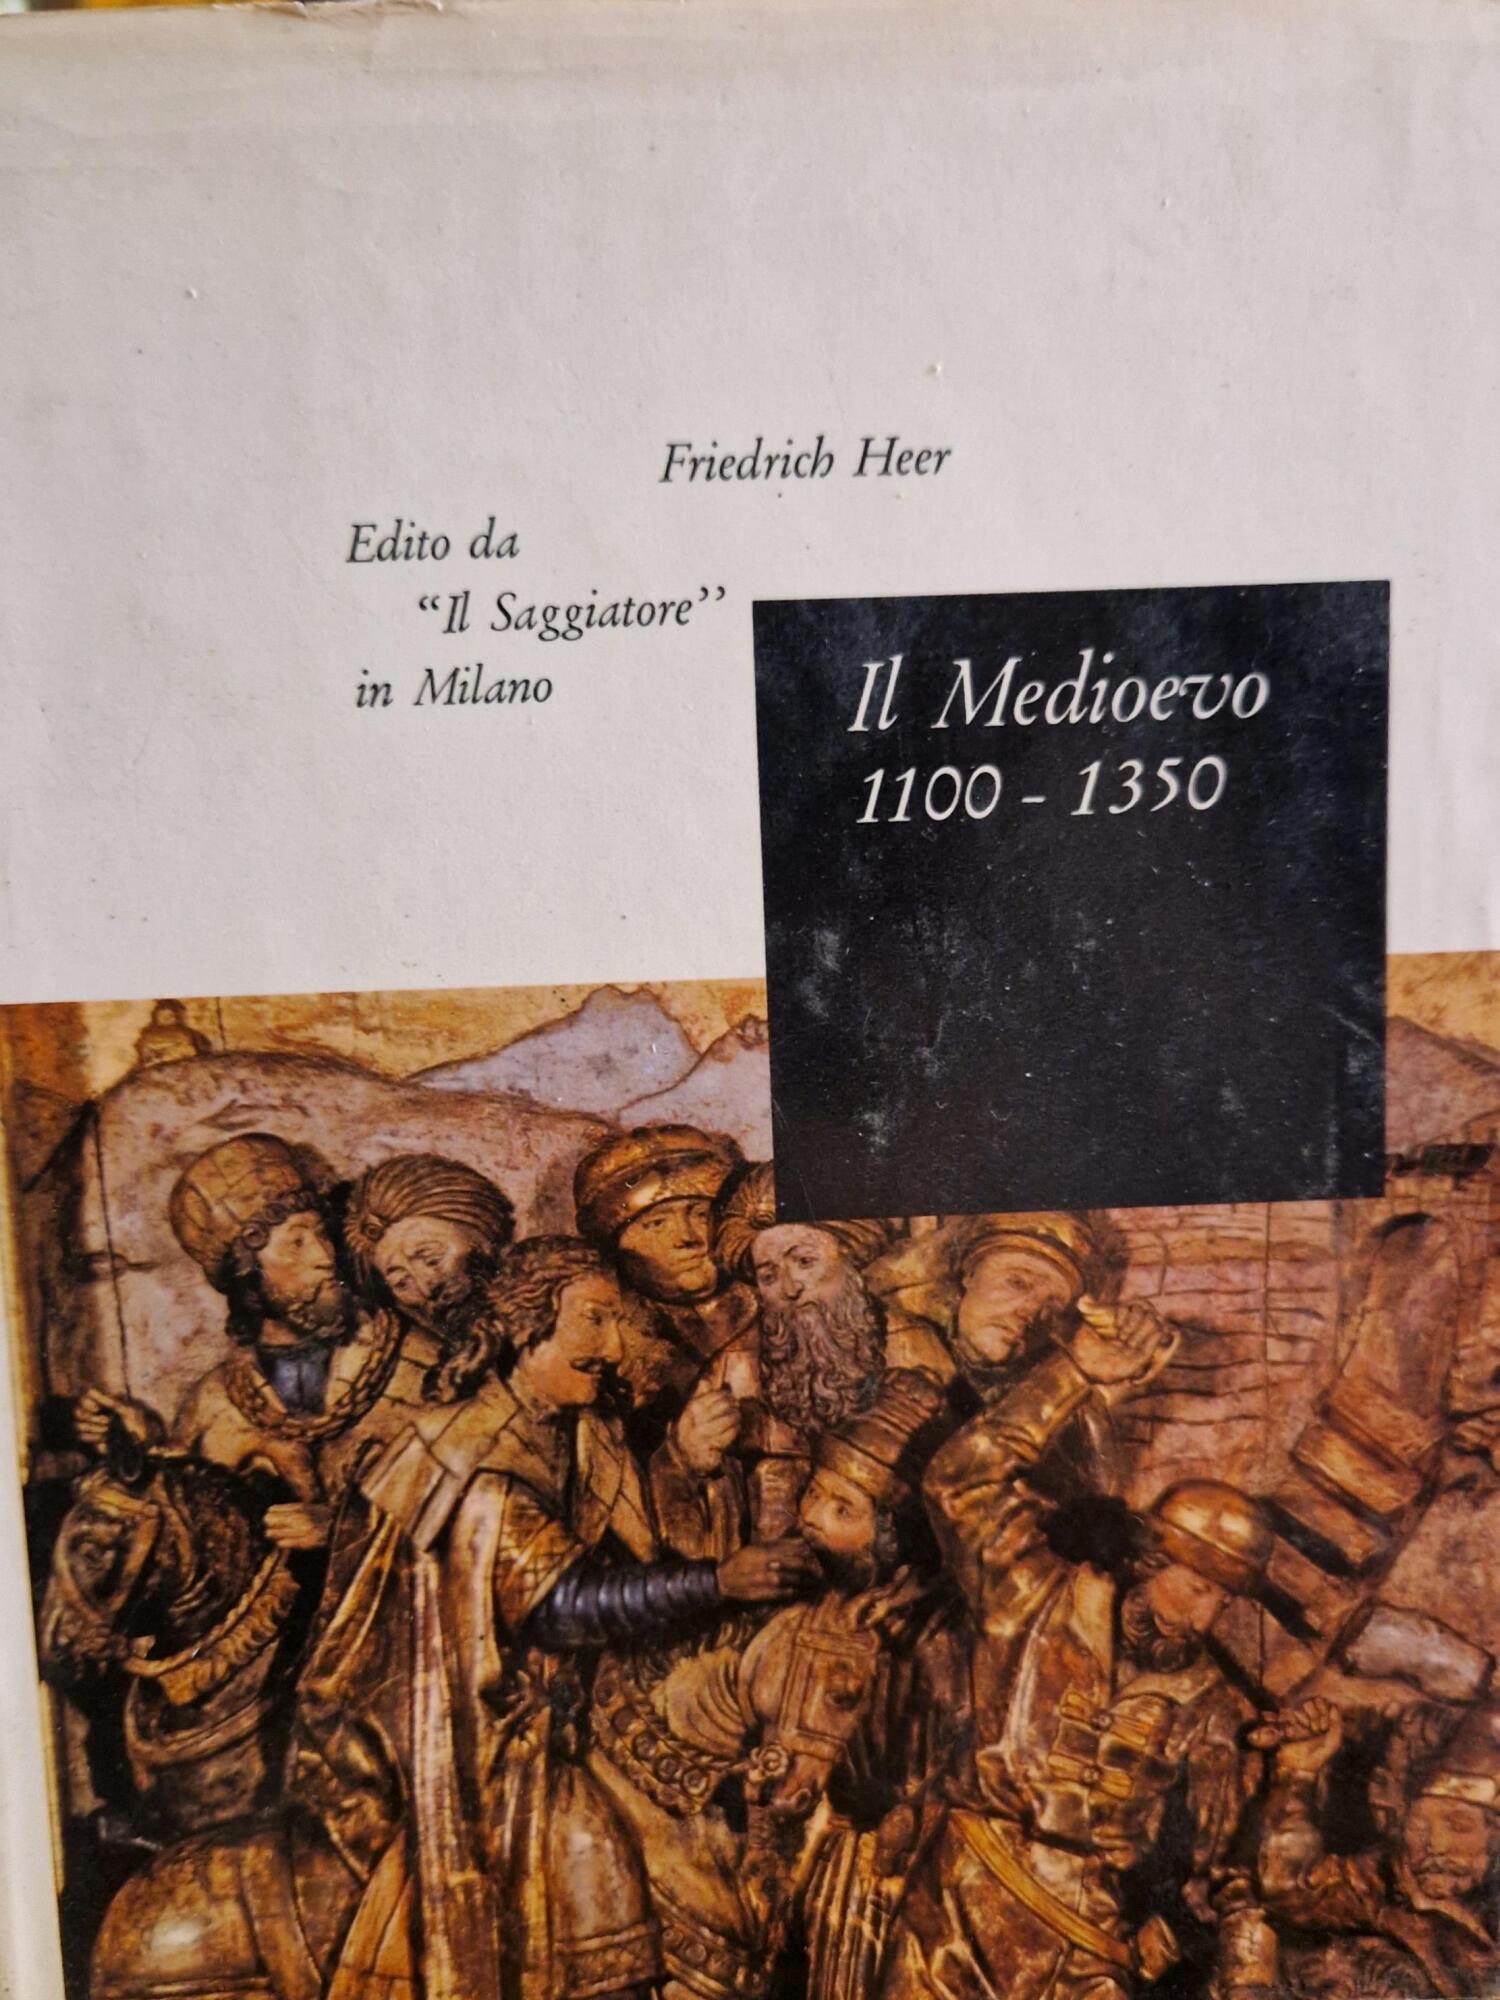 Friedrich Heer
Edito da
“Il Saggiatore”
in Milano
Il Medioevo
1100 - 1350